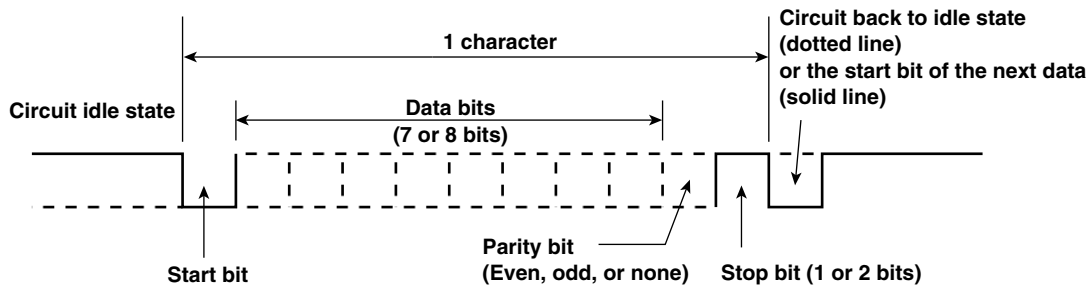 1 character
Circuit back to idle state
(dotted line)
or the start bit of the next data
(solid line)
Circuit idle state
Data bits
(7 or 8 bits)
Parity bit
(Even, odd, or none)
Start bit
Stop bit (1 or 2 bits)